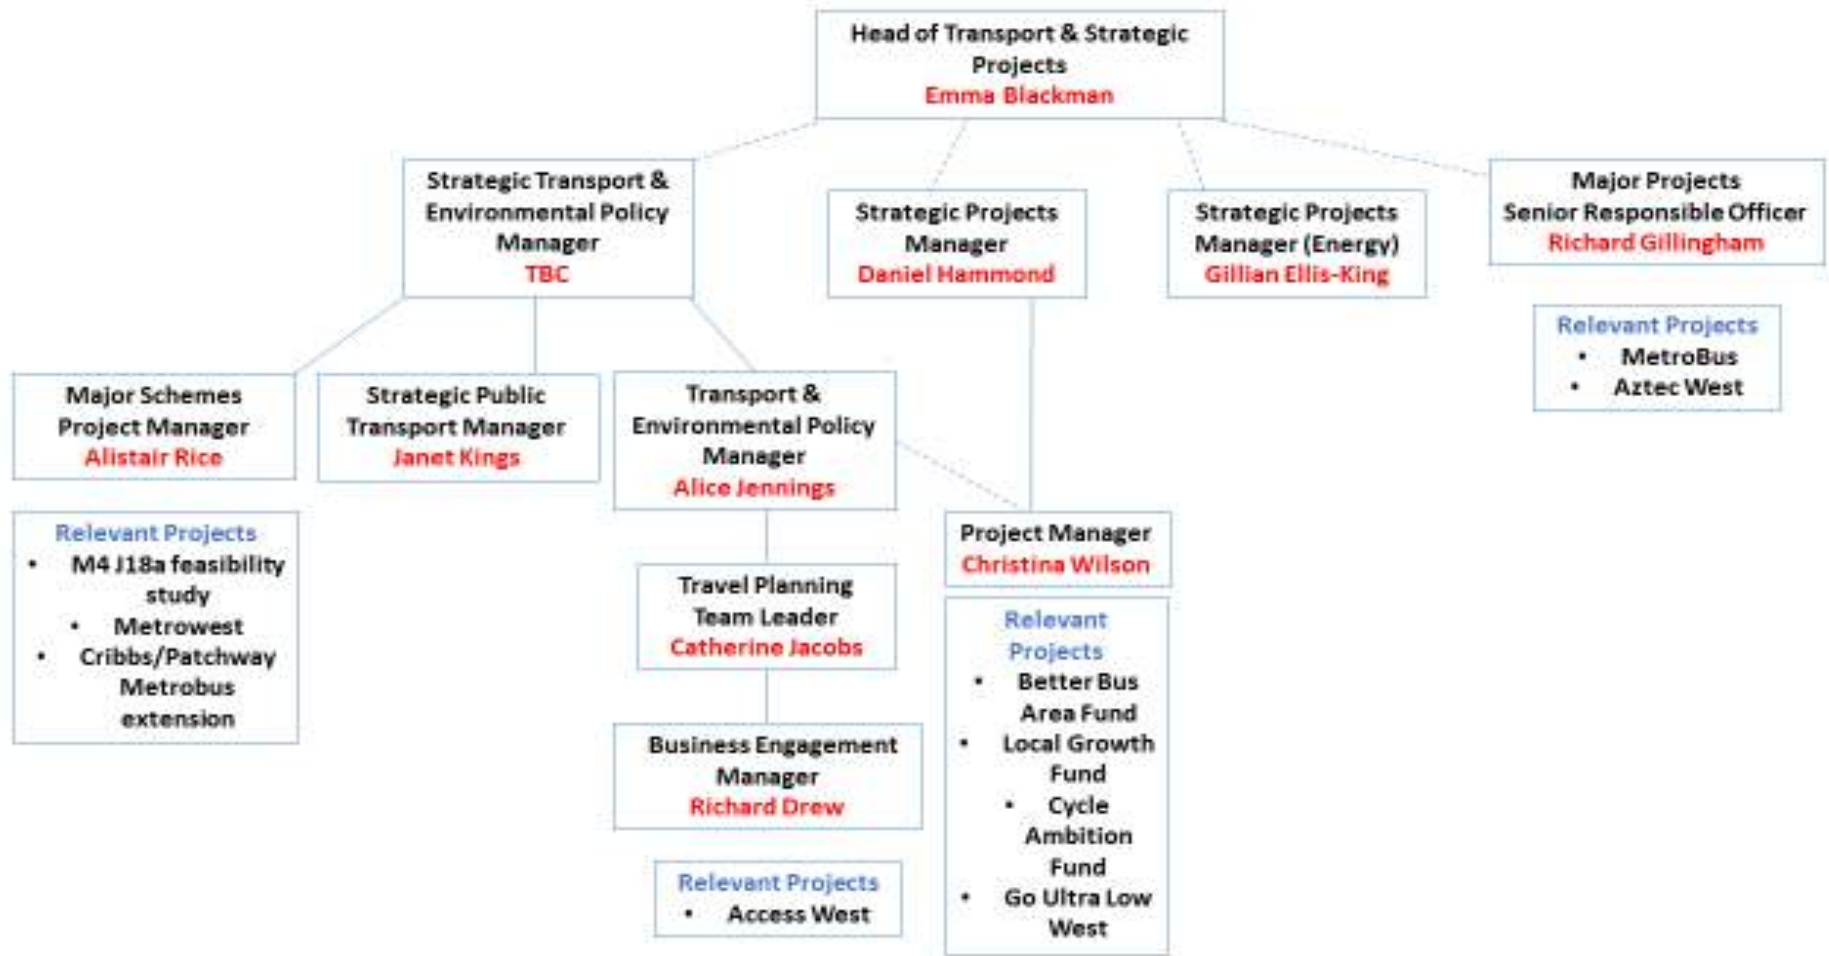 Head of Transport & Strategic
Projects
Emma Blackman
Strategic Transport &
Environmental Policy
Manager
TBC
Strategic Projects
Manager
Daniel Hammond
Strategic Projects
Manager (Energy)
Gillian Ellis-King
Major Projects
Senior Responsible Officer
Richard Gillingham
Relevant Projects
• MetroBus
• Aztec West
Major Schemes
Project Manager
Alistair Rice
Strategic Public
Transport Manager
Janet Kings
Transport &
Environmental Policy
Manager
Alice Jennings
Relevant Projects
• M4 J18a feasibility
study
• Metrowest
• Cribbs/Patchway
Metrobus
extension
Project Manager
Christina Wilson
Travel Planning
Team Leader
Catherine Jacobs
Relevant
Projects
• Better Bus
Area Fund
• Local Growth
Fund
• Cycle
Ambition
Fund
• Go Ultra Low
West
Business Engagement
Manager
Richard Drew
Relevant Projects
• Access West